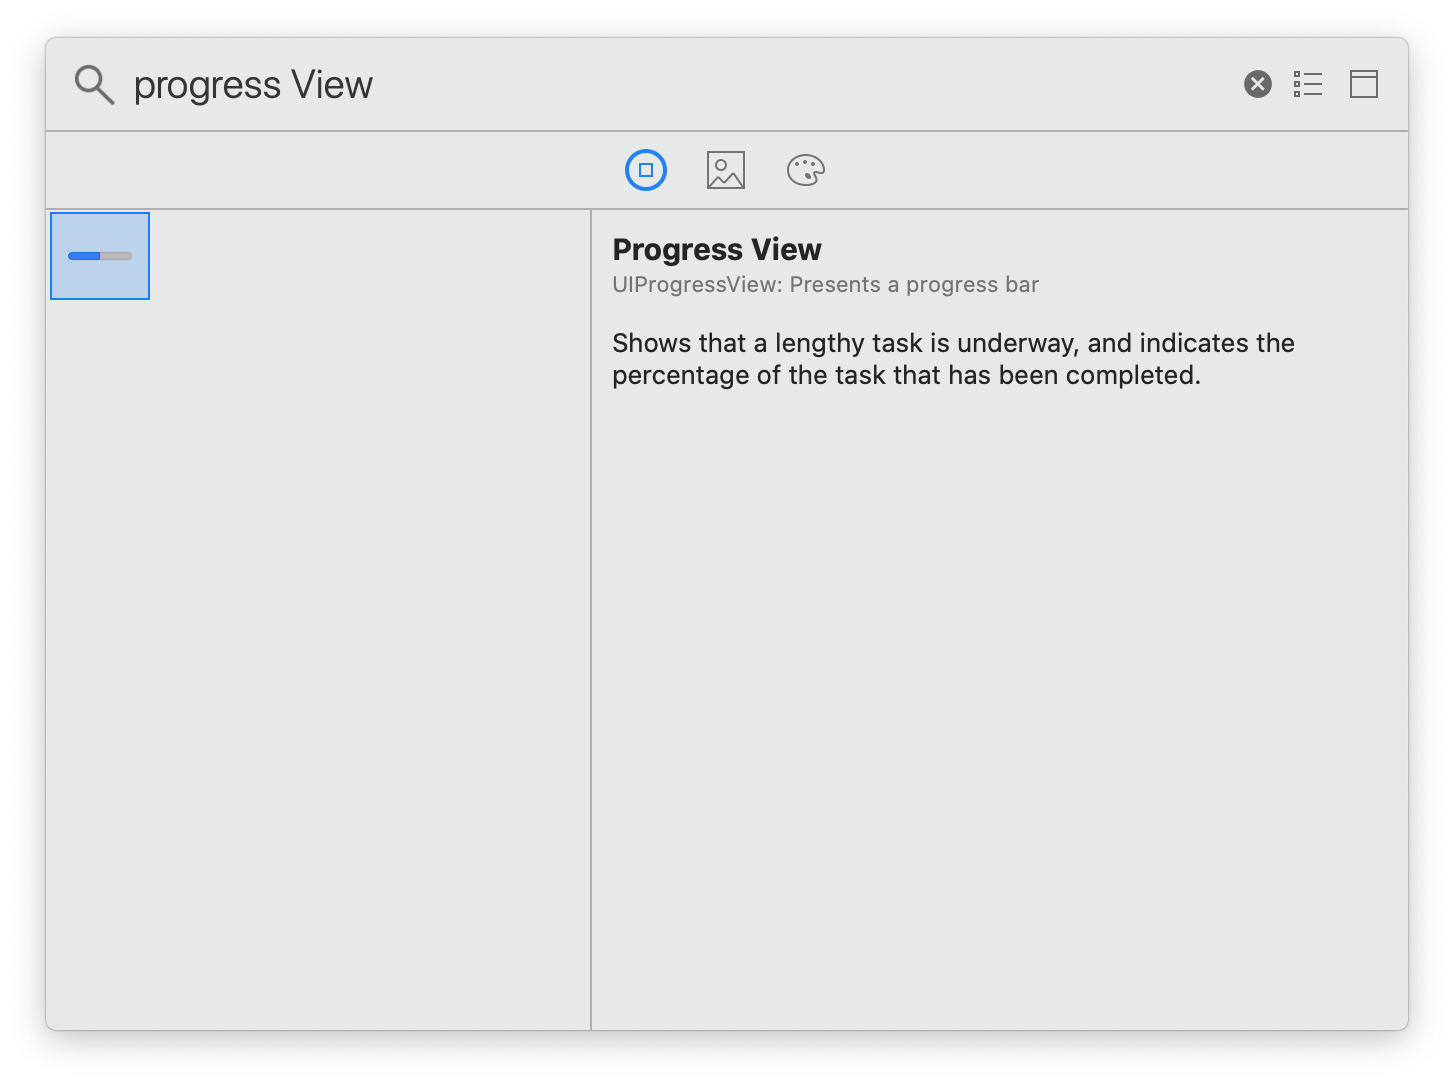 progress View
Progress View
UIProgressView: Presents a progress bar
Shows that a lengthy task is underway, and indicates the
percentage of the task that has been completed.